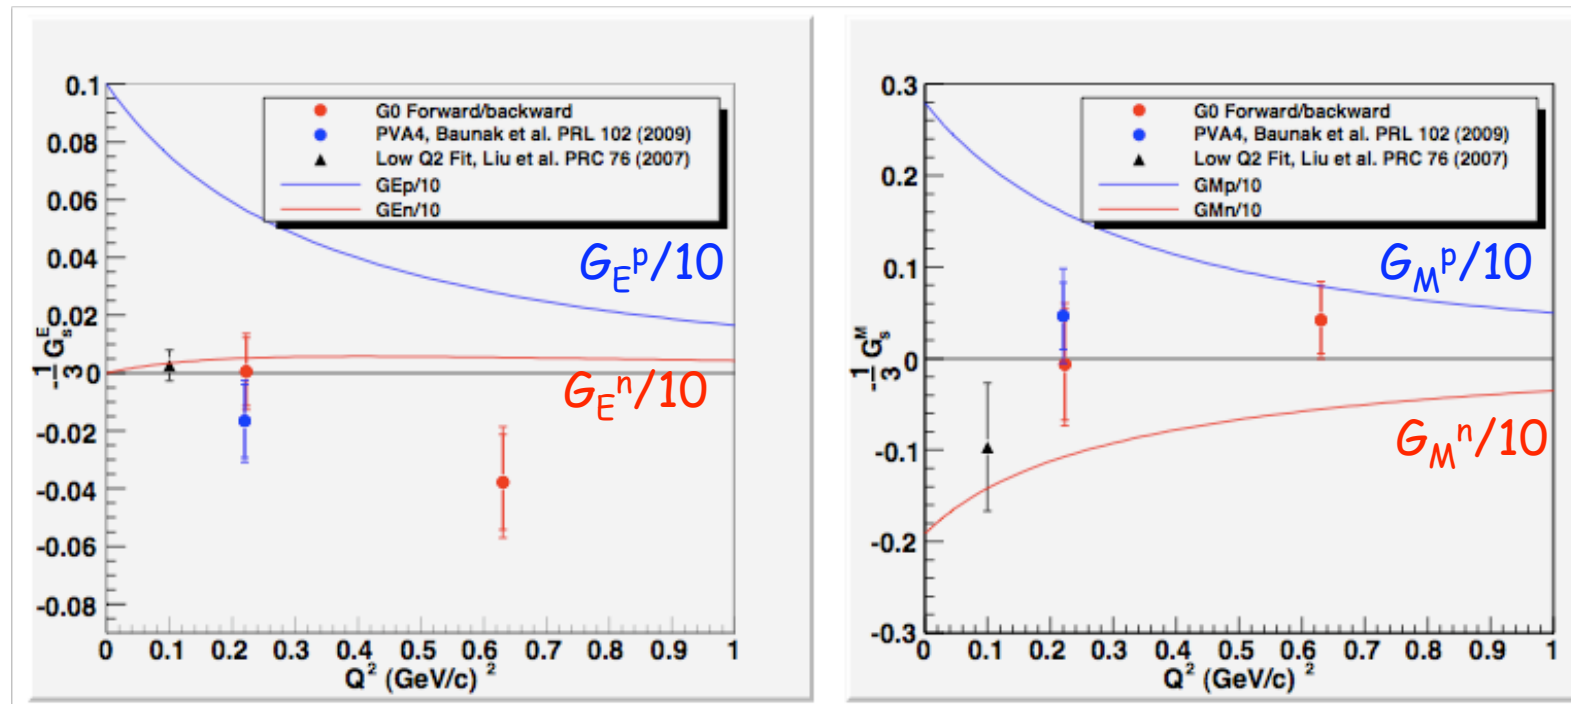 0.1
0.08
0.06
0.04
0.02
0
-0.02
-0.04
-0.06
-0.08
-1/3 G_s^E
G0 Forward/backward
PVA4, Baunak et al. PRL 102 (2009)
Low Q2 Fit, Liu et al. PRC 76 (2007)
GEp/10
GEn/10
G_E^p/10
G_E^n/10
0 0.1 0.2 0.3 0.4 0.5 0.6 0.7 0.8 0.9 1
Q^2 (GeV/c)^2
0.3
0.2
0.1
0
-0.1
-0.2
-0.3
-1/3 G_s^M
G0 Forward/backward
PVA4, Baunak et al. PRL 102 (2009)
Low Q2 Fit, Liu et al. PRC 76 (2007)
GMp/10
GMn/10
G_M^p/10
G_M^n/10
0 0.1 0.2 0.3 0.4 0.5 0.6 0.7 0.8 0.9 1
Q^2 (GeV/c)^2